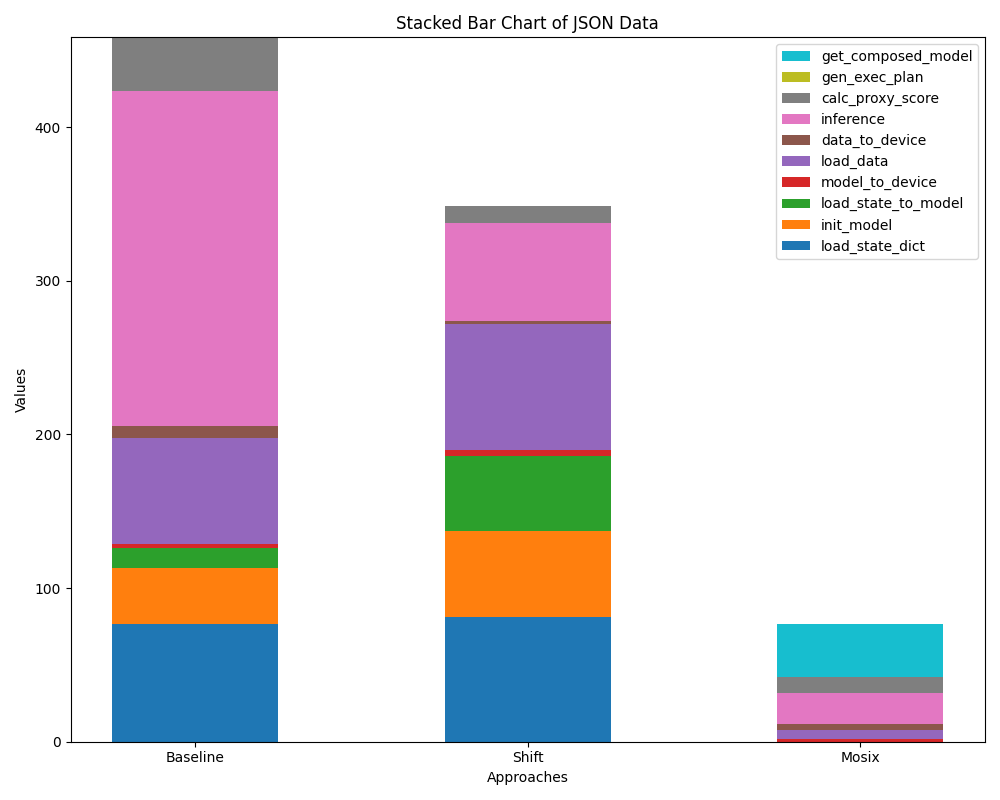 Stacked Bar Chart of JSON Data
get_composed_model
gen_exec_plan
calc_proxy_score
inference
data_to_device
load_data
model_to_device
load_state_to_model
init_model
load_state_dict
400
300
200
100
0
Values
Baseline
Shift
Mosix
Approaches